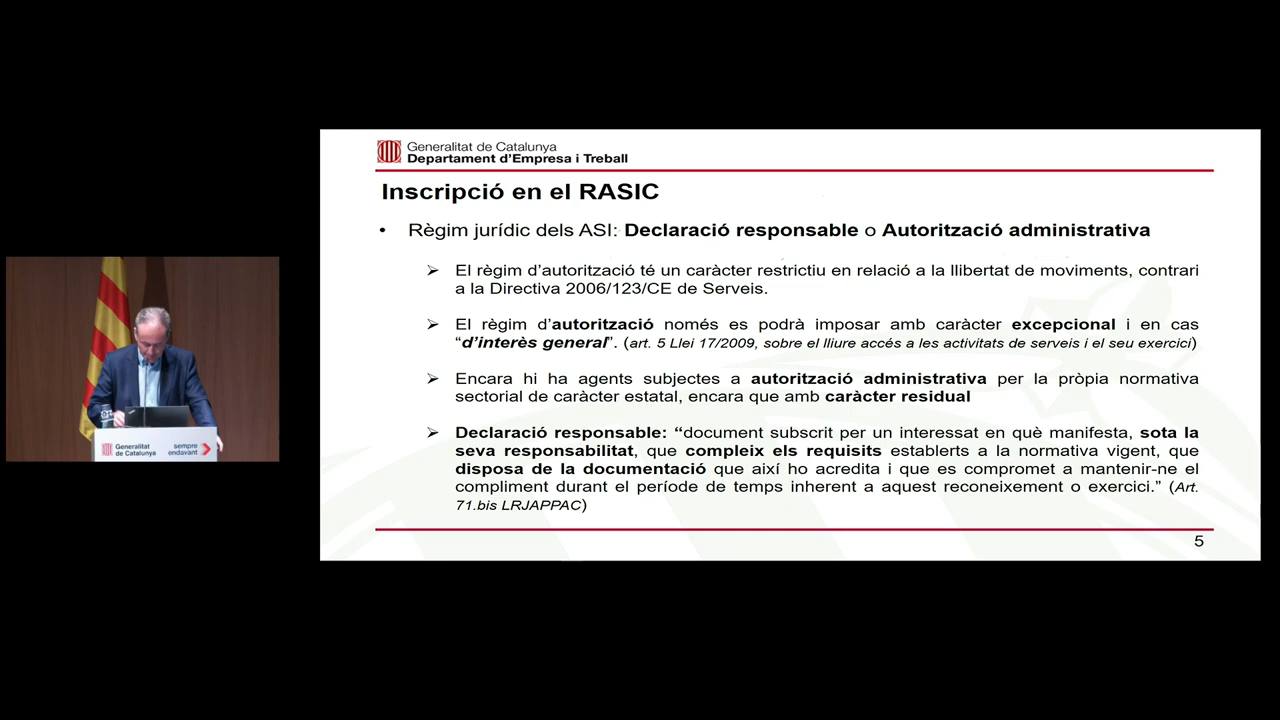 Generalitat de Catalunya
Departament d'Empresa i Treball
Inscripció en el RASIC
• Règim jurídic dels ASI: Declaració responsable o Autorització administrativa
➢ El règim d'autorització té un caràcter restrictiu en relació a la llibertat de moviments, contrari
a la Directiva 2006/123/CE de Serveis.
➢ El règim d'autorització només es podrà imposar amb caràcter excepcional i en cas
"d'interès general". (art. 5 Llei 17/2009, sobre el lliure accés a les activitats de serveis i el seu exercici)
➢ Encara hi ha agents subjectes a autorització administrativa per la pròpia normativa
sectorial de caràcter estatal, encara que amb caràcter residual
➢ Declaració responsable: "document subscrit per un interessat en què manifesta, sota la
seva responsabilitat, que compleix els requisits establerts a la normativa vigent, que
disposa de la documentació que així ho acredita i que es compromet a mantenir-ne el
compliment durant el període de temps inherent a aquest reconeixement o exercici." (Art.
71.bis LRJAPPAC)
5
Generalitat
de Catalunya
sempre
endavant